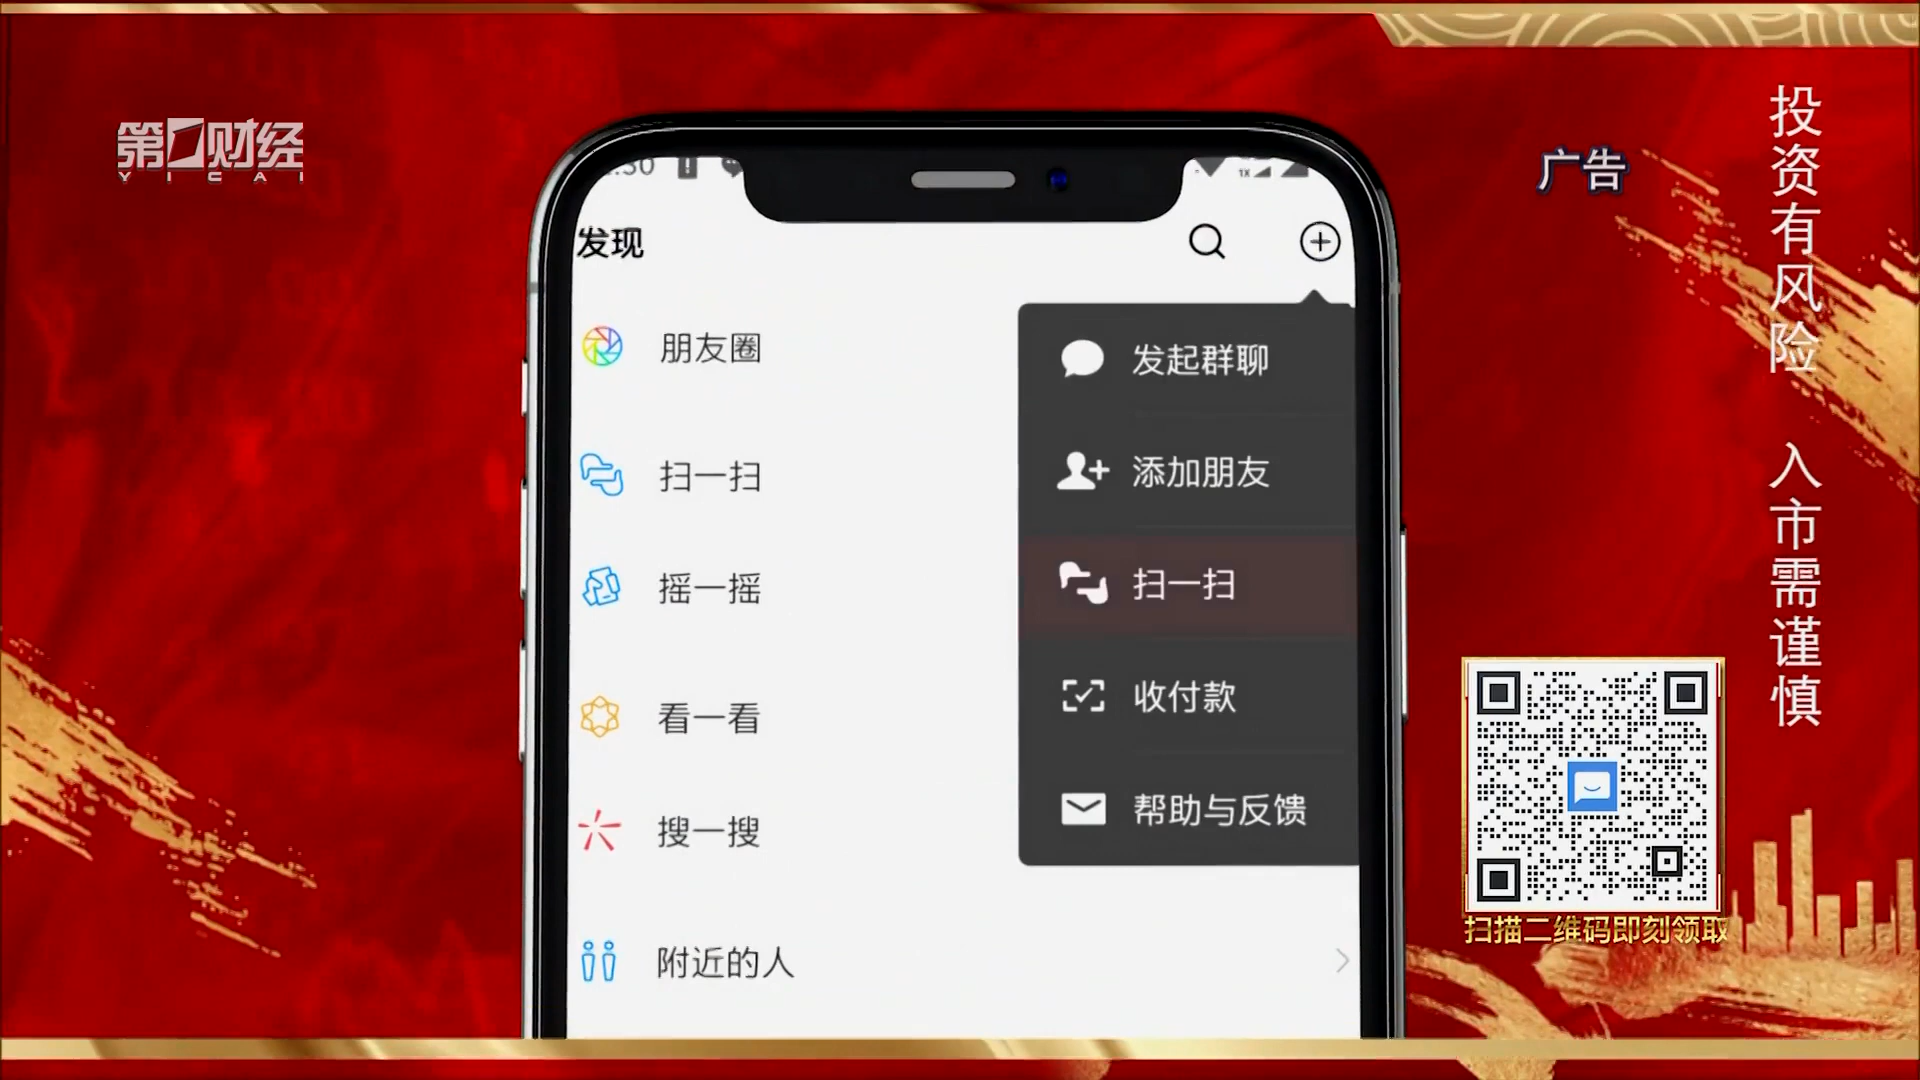 第一财经
YICAI
广告
投资有风险 入市需谨慎
:30
1X
发现
朋友圈
扫一扫
摇一摇
看一看
搜一搜
附近的人
发起群聊
添加朋友
扫一扫
收付款
帮助与反馈
扫描二维码即刻领取